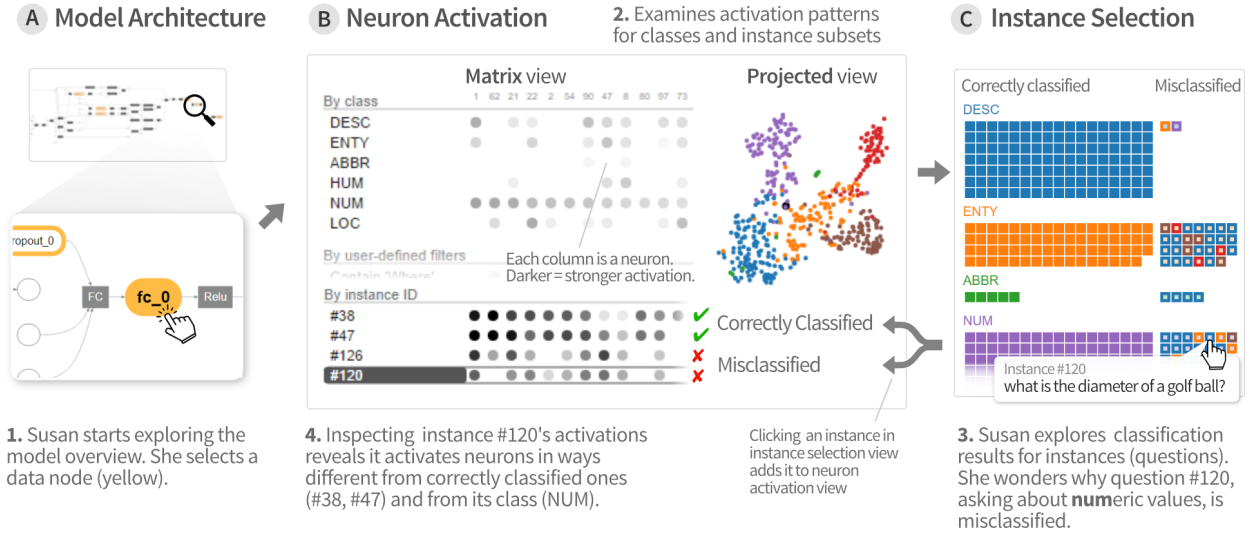 A Model Architecture
ropout_0
FC
fc_0
Relu
1. Susan starts exploring the
model overview. She selects a
data node (yellow).
B Neuron Activation
2. Examines activation patterns
for classes and instance subsets
Matrix view
Projected view
By class
1 62 21 22 2 54 90 47 8 80 97 73
DESC
ENTY
ABBR
HUM
NUM
LOC
By user-defined filters
Contain 'Where'
Each column is a neuron.
Darker = stronger activation.
By instance ID
#38
#47
#126
#120
✔ Correctly Classified
✔
✘ Misclassified
✘
4. Inspecting instance #120's activations
reveals it activates neurons in ways
different from correctly classified ones
(#38, #47) and from its class (NUM).
Clicking an instance in
instance selection view
adds it to neuron
activation view
C Instance Selection
Correctly classified
Misclassified
DESC
ENTY
ABBR
NUM
Instance #120
what is the diameter of a golf ball?
3. Susan explores classification
results for instances (questions).
She wonders why question #120,
asking about numeric values, is
misclassified.